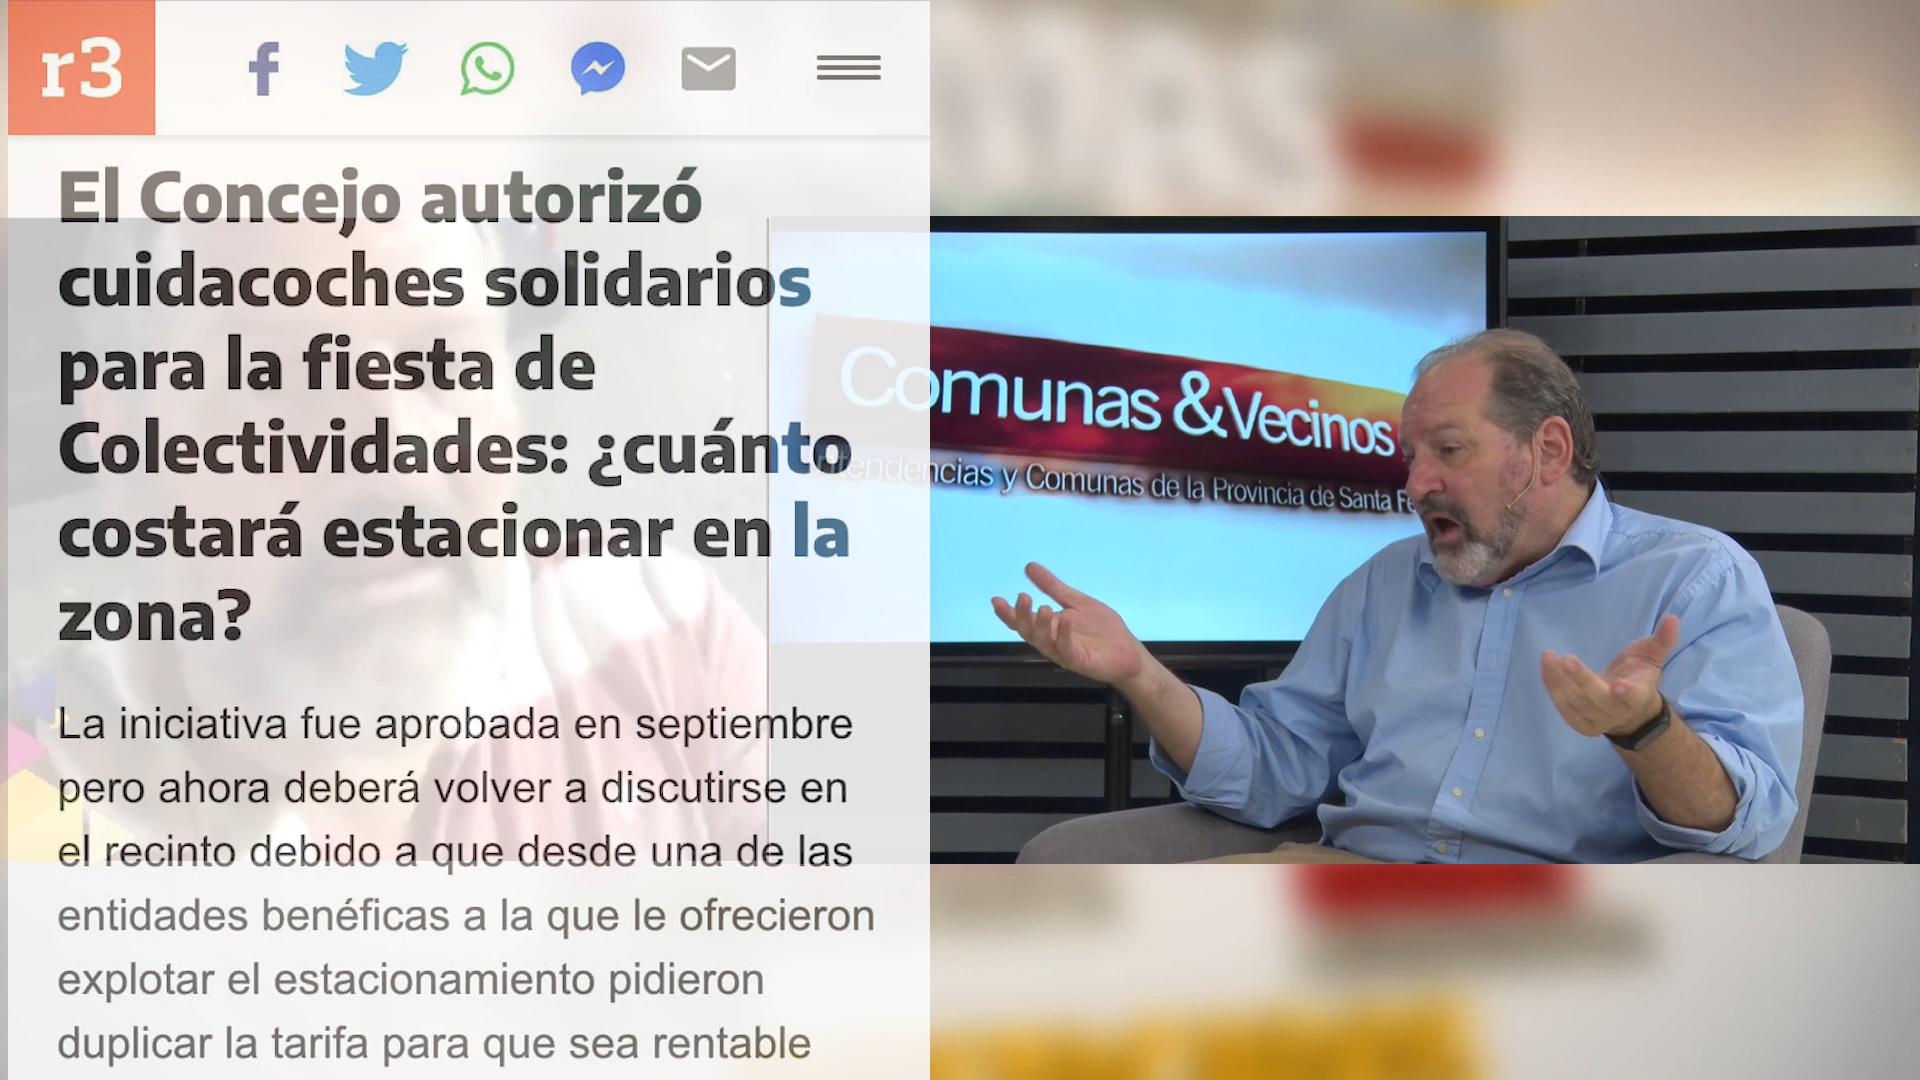 r3
El Concejo autorizó
cuidacoches solidarios
para la fiesta de
Colectividades: ¿cuánto
costará estacionar en la
zona?
La iniciativa fue aprobada en septiembre
pero ahora deberá volver a discutirse en
el recinto debido a que desde una de las
entidades benéficas a la que le ofrecieron
explotar el estacionamiento pidieron
duplicar la tarifa para que sea rentable
Comunas &Vecinos
Intendencias y Comunas de la Provincia de Santa Fe